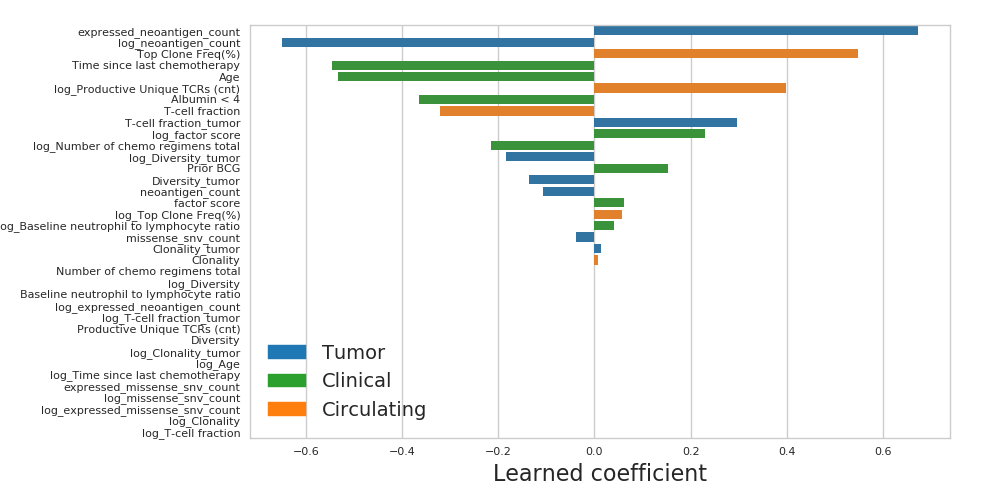 expressed_neoantigen_count
log_neoantigen_count
Top Clone Freq(%)
Time since last chemotherapy
Age
log_Productive Unique TCRs (cnt)
Albumin < 4
T-cell fraction
T-cell fraction_tumor
log_factor score
log_Number of chemo regimens total
log_Diversity_tumor
Prior BCG
Diversity_tumor
neoantigen_count
factor score
log_Top Clone Freq(%)
og_Baseline neutrophil to lymphocyte ratio
missense_snv_count
Clonality_tumor
Clonality
Number of chemo regimens total
log_Diversity
Baseline neutrophil to lymphocyte ratio
log_expressed_neoantigen_count
log_T-cell fraction_tumor
Productive Unique TCRs (cnt)
Diversity
log_Clonality_tumor
log_Age
log_Time since last chemotherapy
expressed_missense_snv_count
log_missense_snv_count
log_expressed_missense_snv_count
log_Clonality
log_T-cell fraction
Tumor
Clinical
Circulating
−0.6 −0.4 −0.2 0.0 0.2 0.4 0.6
Learned coefficient